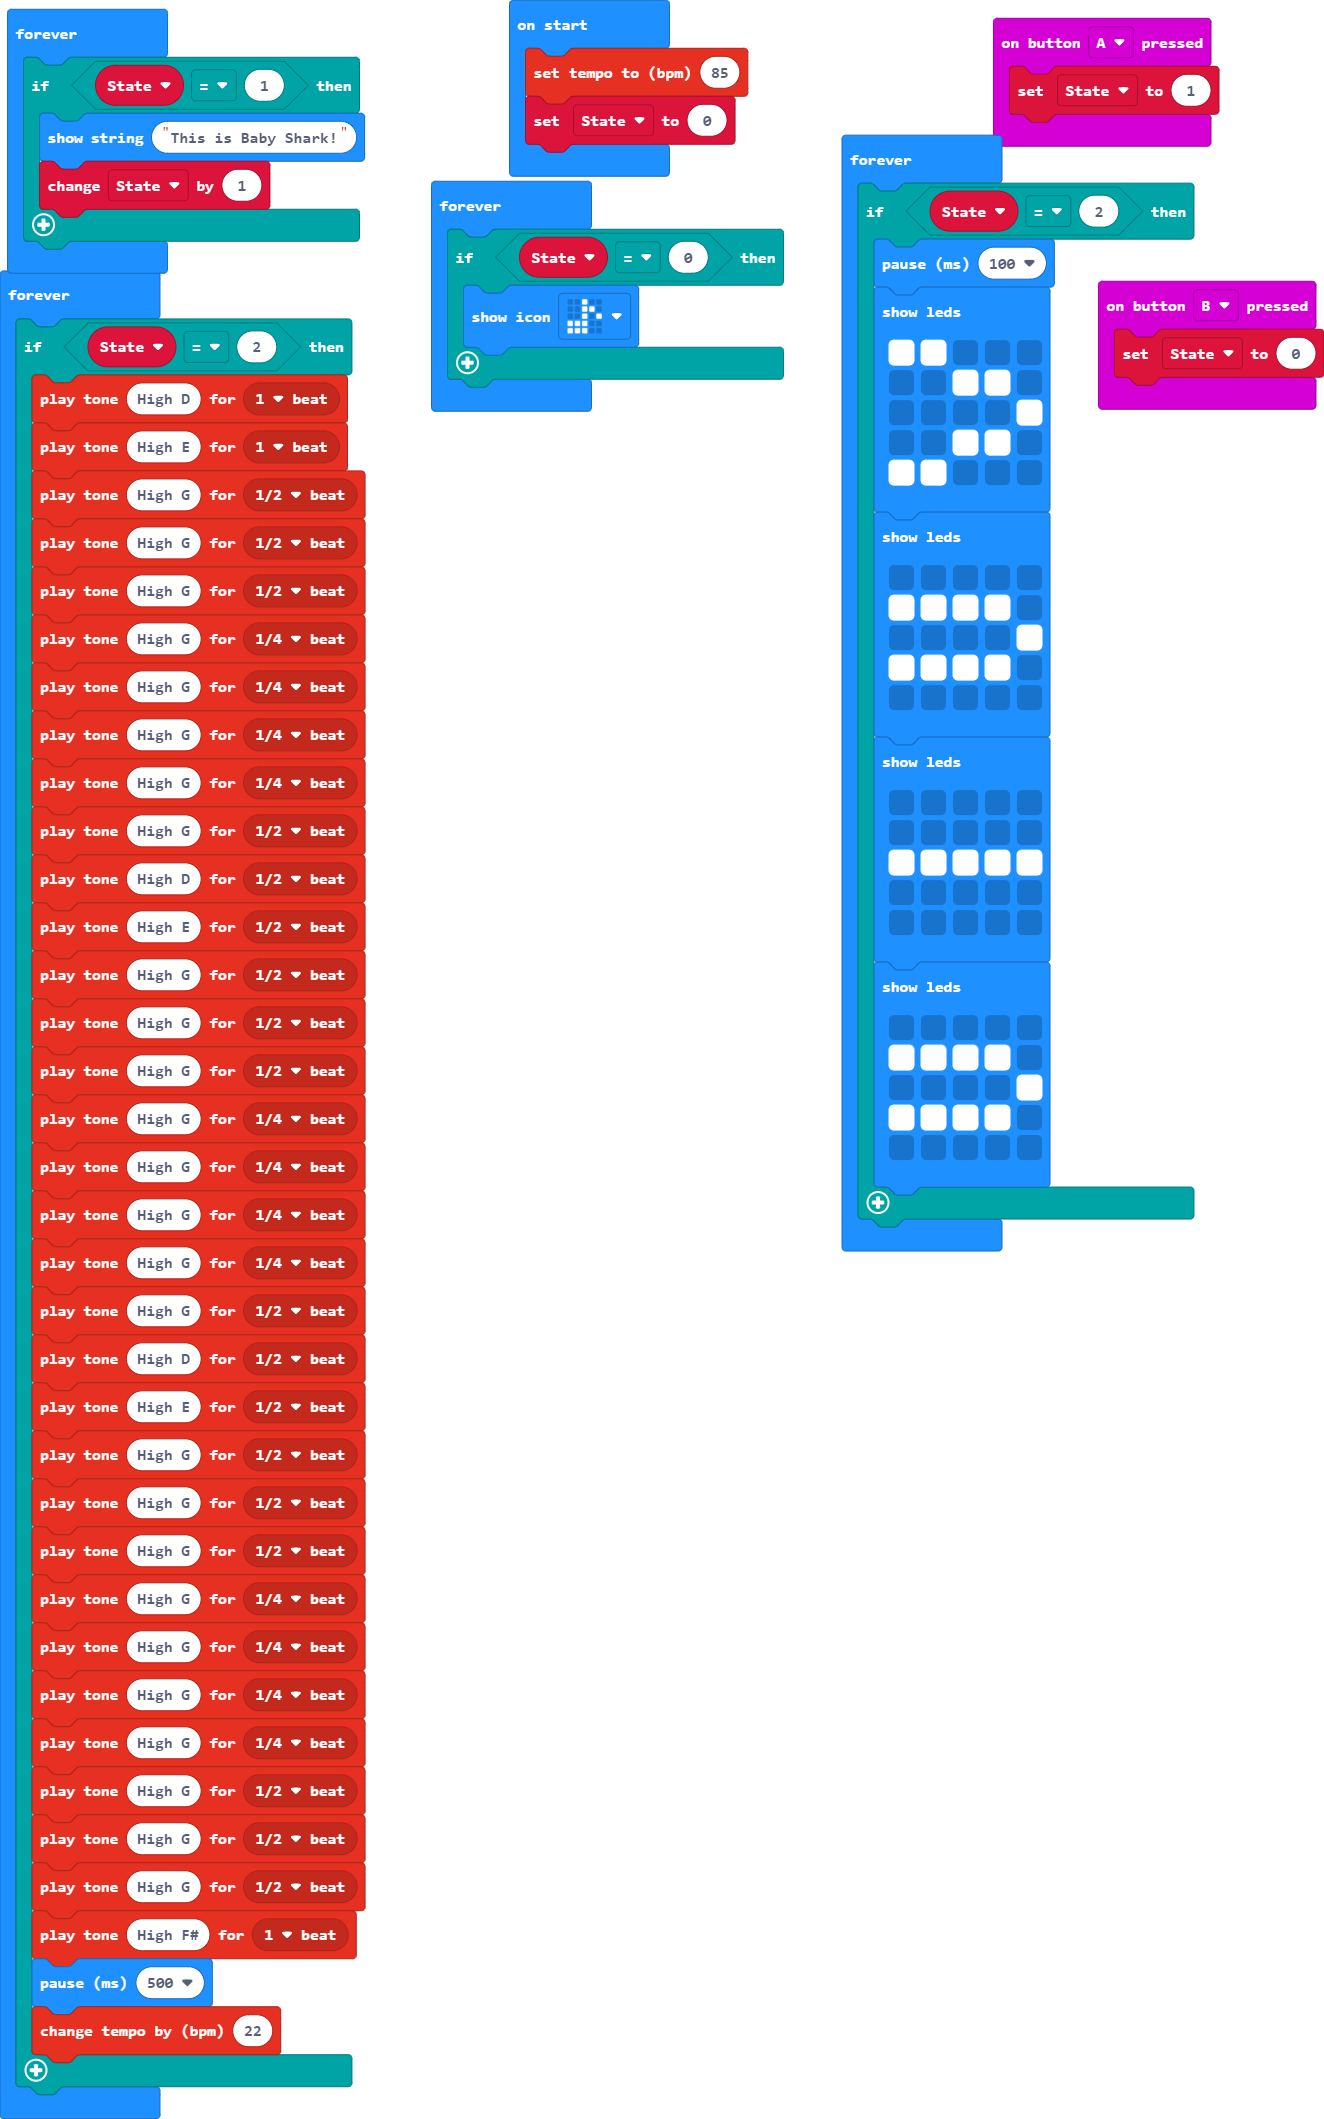 forever
if State = 1 then
show string "This is Baby Shark!"
change State by 1
forever
if State = 2 then
play tone High D for 1 beat
play tone High E for 1 beat
play tone High G for 1/2 beat
play tone High G for 1/2 beat
play tone High G for 1/2 beat
play tone High G for 1/4 beat
play tone High G for 1/4 beat
play tone High G for 1/4 beat
play tone High G for 1/4 beat
play tone High G for 1/2 beat
play tone High D for 1/2 beat
play tone High E for 1/2 beat
play tone High G for 1/2 beat
play tone High G for 1/2 beat
play tone High G for 1/2 beat
play tone High G for 1/4 beat
play tone High G for 1/4 beat
play tone High G for 1/4 beat
play tone High G for 1/4 beat
play tone High G for 1/2 beat
play tone High D for 1/2 beat
play tone High E for 1/2 beat
play tone High G for 1/2 beat
play tone High G for 1/2 beat
play tone High G for 1/2 beat
play tone High G for 1/4 beat
play tone High G for 1/4 beat
play tone High G for 1/4 beat
play tone High G for 1/4 beat
play tone High G for 1/2 beat
play tone High G for 1/2 beat
play tone High G for 1/2 beat
play tone High F# for 1 beat
pause (ms) 500
change tempo by (bpm) 22
on start
set tempo to (bpm) 85
set State to 0
forever
if State = 0 then
show icon
on button A pressed
set State to 1
forever
if State = 2 then
pause (ms) 100
show leds
show leds
show leds
show leds
on button B pressed
set State to 0